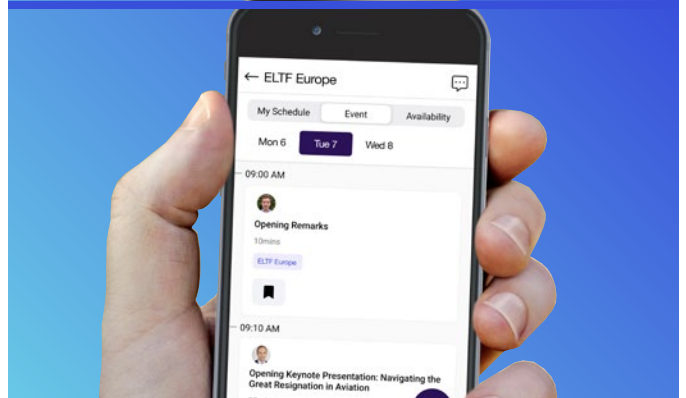 ← ELTF Europe
My Schedule Event Availability
Mon 6 Tue 7 Wed 8
09:00 AM
Opening Remarks
10mins
ELTF Europe
09:10 AM
Opening Keynote Presentation: Navigating the
Great Resignation in Aviation